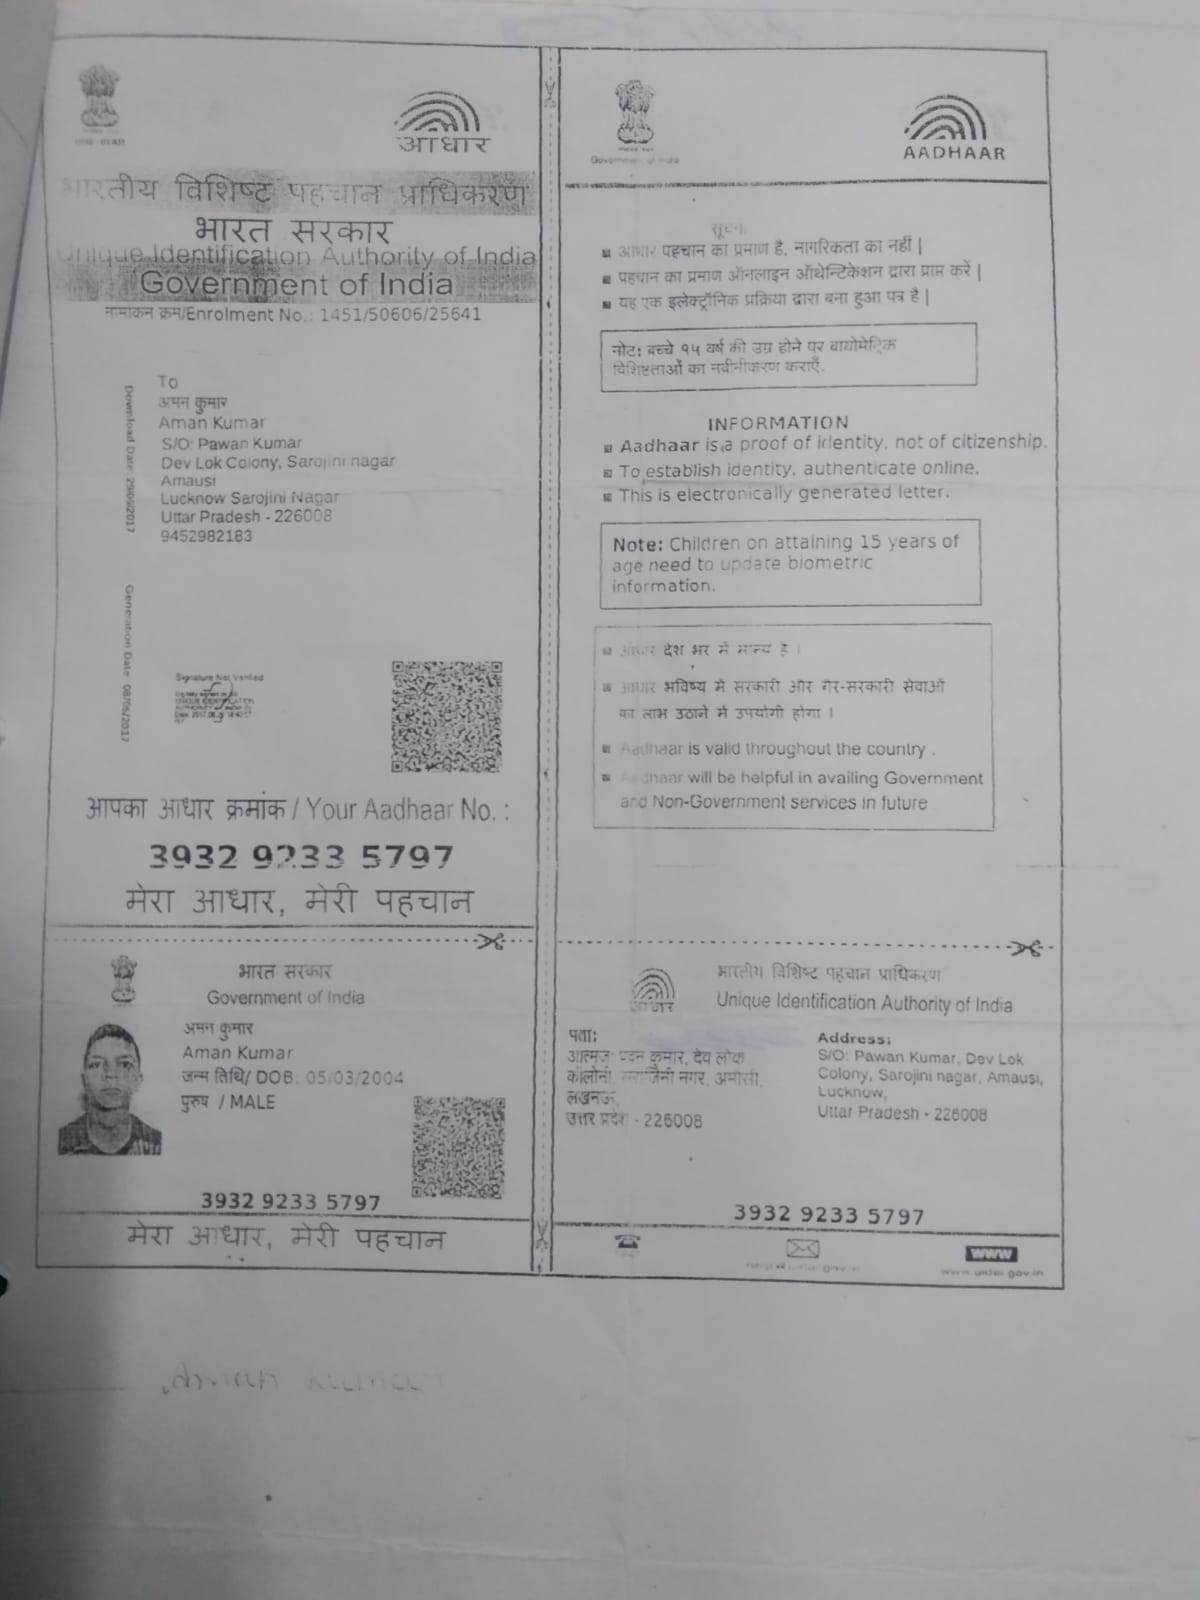 आधार
भारतीय विशिष्ट पहचान प्राधिकरण
भारत सरकार
Unique Identification Authority of India
Government of India
नामांकन क्रम/Enrolment No.: 1451/50606/25641
Download Date: 29/06/2017
Generation Date: 08/06/2017
To
अमन कुमार
Aman Kumar
S/O: Pawan Kumar
Dev Lok Colony, Sarojini nagar
Amausi
Lucknow Sarojini Nagar
Uttar Pradesh - 226008
9452982183
Signature Not Verified
आपका आधार क्रमांक / Your Aadhaar No. :
3932 9233 5797
मेरा आधार, मेरी पहचान
भारत सरकार
Government of India
अमन कुमार
Aman Kumar
जन्म तिथि/ DOB: 05/03/2004
पुरुष / MALE
3932 9233 5797
मेरा आधार, मेरी पहचान
Government of India
AADHAAR
सूचना
आधार पहचान का प्रमाण है, नागरिकता का नहीं |
पहचान का प्रमाण ऑनलाइन ऑथेन्टिकेशन द्वारा प्राप्त करें |
यह एक इलेक्ट्रॉनिक प्रक्रिया द्वारा बना हुआ पत्र है |
नोट: बच्चे १५ वर्ष की उम्र होने पर बायोमेट्रिक
विशिष्टताओं का नवीनीकरण कराएँ.
INFORMATION
Aadhaar is a proof of identity, not of citizenship.
To establish identity, authenticate online.
This is electronically generated letter.
Note: Children on attaining 15 years of
age need to update biometric
information.
आधार देश भर में मान्य है ।
आधार भविष्य में सरकारी और गैर-सरकारी सेवाओं
का लाभ उठाने में उपयोगी होगा ।
Aadhaar is valid throughout the country .
Aadhaar will be helpful in availing Government
and Non-Government services in future
आधार
भारतीय विशिष्ट पहचान प्राधिकरण
Unique Identification Authority of India
पता:
आत्मज: पवन कुमार, देव लोक
कॉलोनी, सरोजिनी नगर, अमौसी,
लखनऊ,
उत्तर प्रदेश - 226008
Address:
S/O: Pawan Kumar, Dev Lok
Colony, Sarojini nagar, Amausi,
Lucknow,
Uttar Pradesh - 226008
3932 9233 5797
www
www.uidai.gov.in